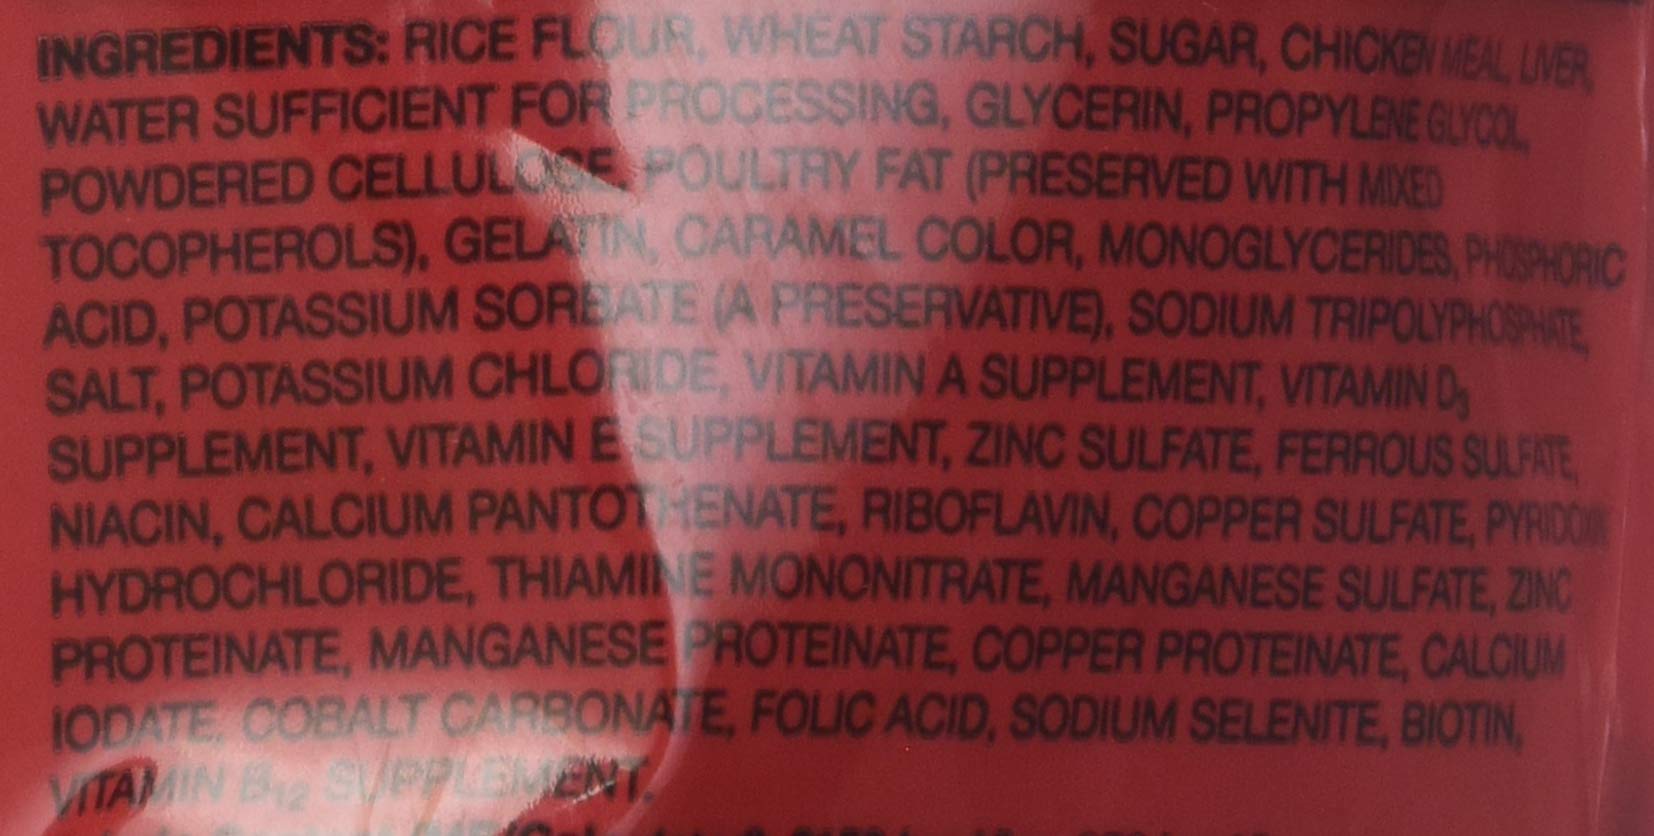 INGREDIENTS: RICE FLOUR, WHEAT STARCH, SUGAR, CHICKEN MEAL, LIVER,
WATER SUFFICIENT FOR PROCESSING, GLYCERIN, PROPYLENE GLYCOL,
POWDERED CELLULOSE, POULTRY FAT (PRESERVED WITH MIXED
TOCOPHEROLS), GELATIN, CARAMEL COLOR, MONOGLYCERIDES, PHOSPHORIC
ACID, POTASSIUM SORBATE (A PRESERVATIVE), SODIUM TRIPOLYPHOSPHATE,
SALT, POTASSIUM CHLORIDE, VITAMIN A SUPPLEMENT, VITAMIN D₃
SUPPLEMENT, VITAMIN E SUPPLEMENT, ZINC SULFATE, FERROUS SULFATE,
NIACIN, CALCIUM PANTOTHENATE, RIBOFLAVIN, COPPER SULFATE,
HYDROCHLORIDE, THIAMINE MONONITRATE, MANGANESE SULFATE, ZINC
PROTEINATE, MANGANESE PROTEINATE, COPPER PROTEINATE, CALCIUM
IODATE, COBALT CARBONATE, FOLIC ACID, SODIUM SELENITE, BIOTIN,
VITAMIN B₁₂ SUPPLEMENT.